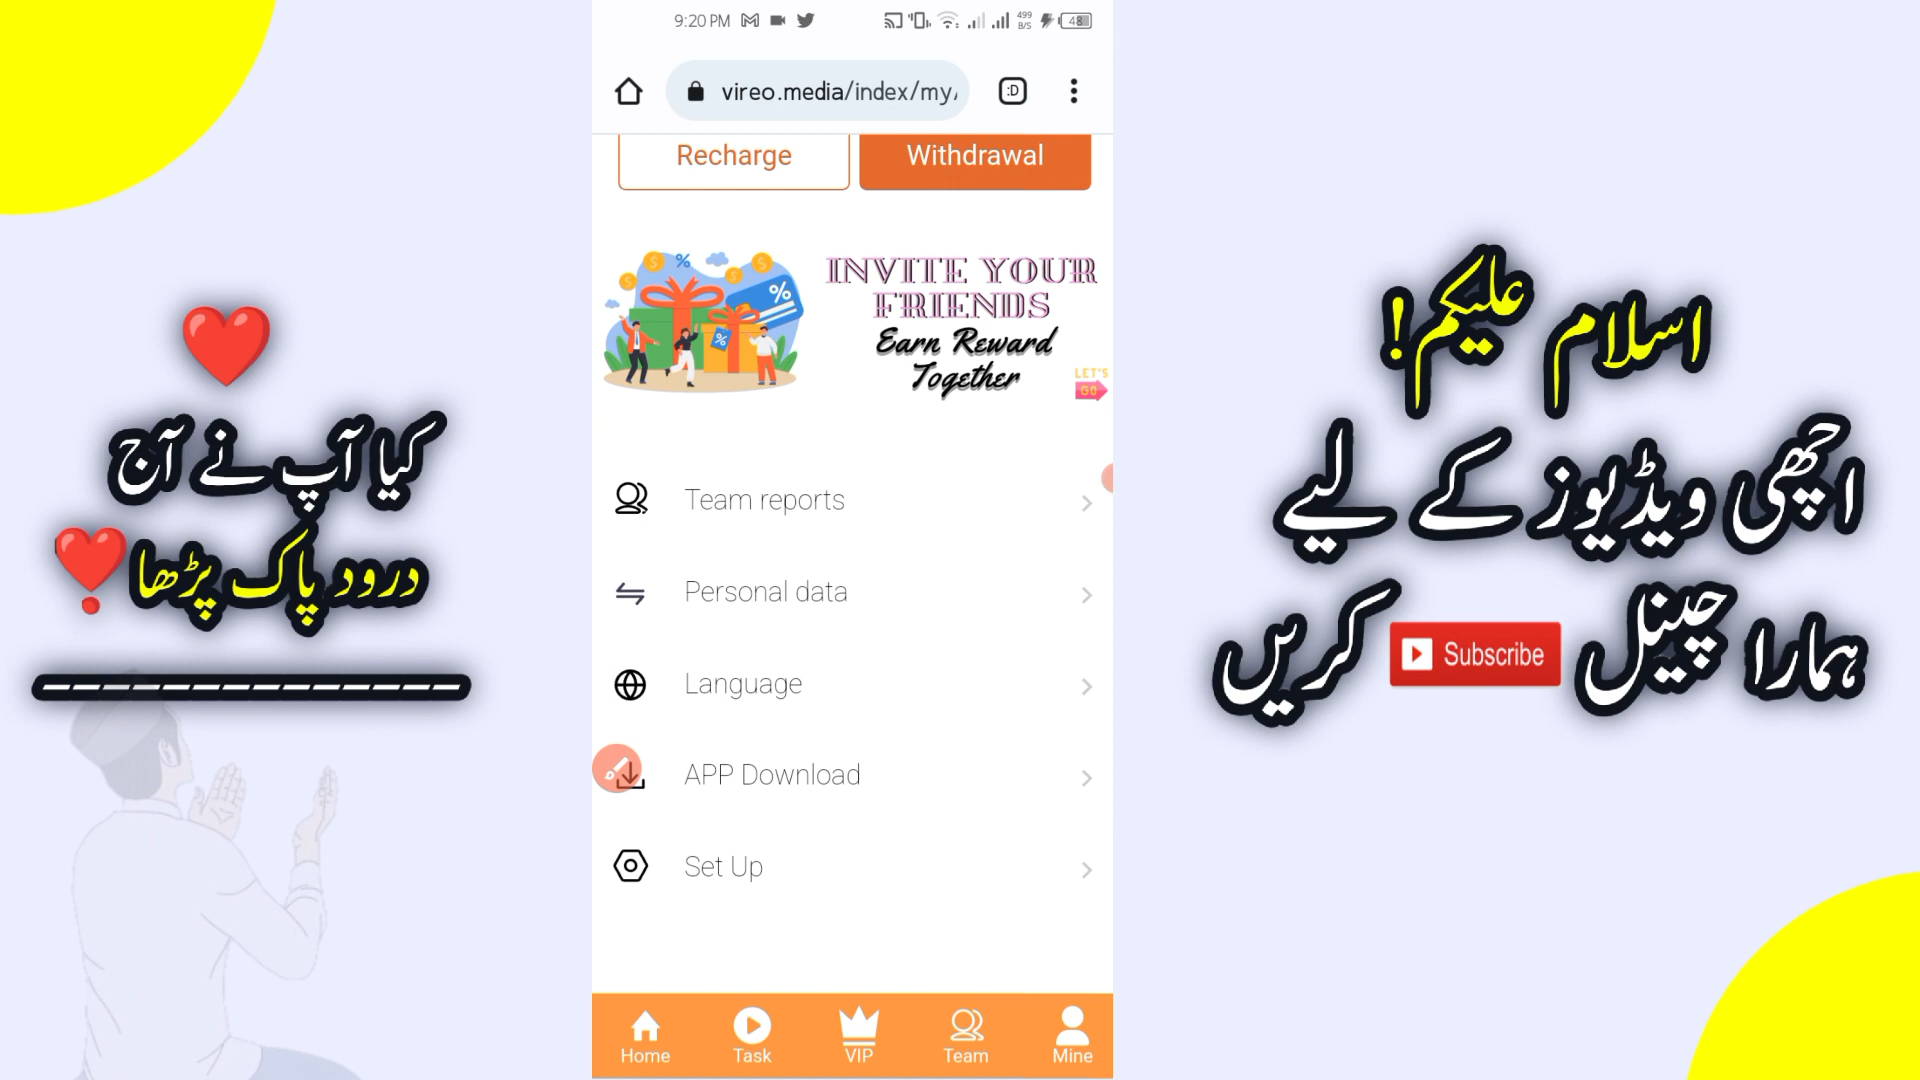 9:20 PM
499 B/S
48
vireo.media/index/my/
:D
Recharge
Withdrawal
INVITE YOUR
FRIENDS
Earn Reward
Together
LET'S
GO
Team reports
Personal data
Language
APP Download
Set Up
Home
Task
VIP
Team
Mine
کیا آپ نے آج
درود پاک پڑھا
اسلام علیکم!
اچھی ویڈیوز کے لیے
ہمارا چینل Subscribe کریں